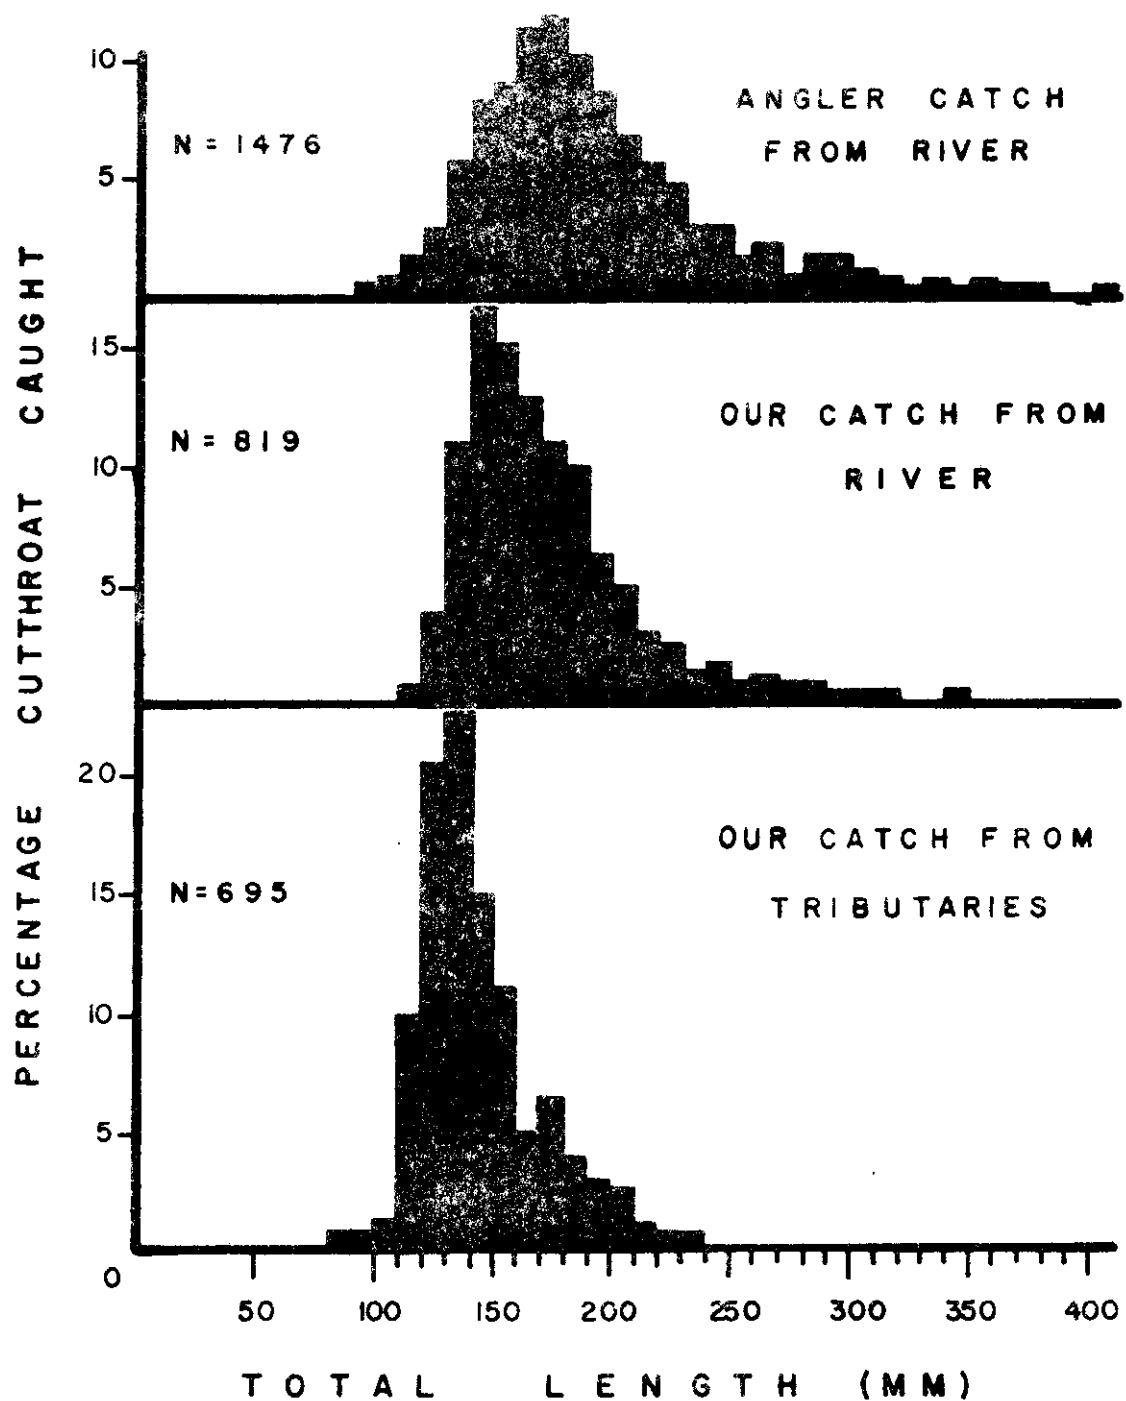 PERCENTAGE CUTTHROAT CAUGHT
10
5
N = 1476
ANGLER CATCH
FROM RIVER
15
10
5
N = 819
OUR CATCH FROM
RIVER
20
15
10
5
0
N=695
OUR CATCH FROM
TRIBUTARIES
50 100 150 200 250 300 350 400
TOTAL LENGTH (MM)